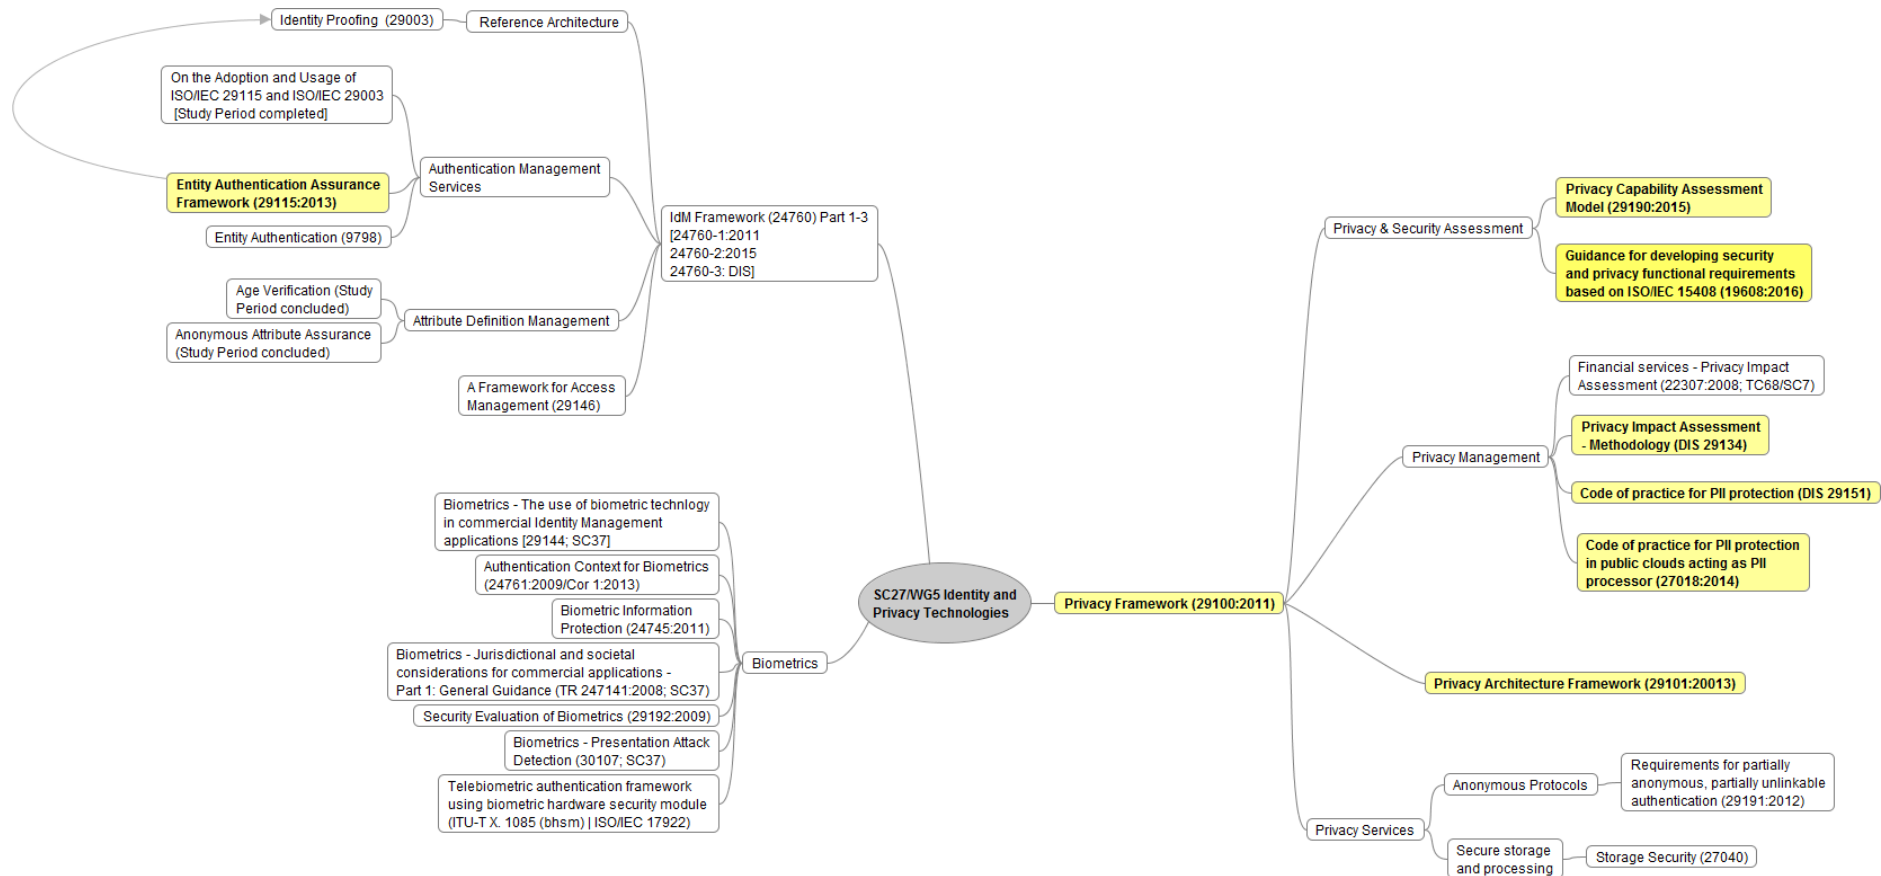 Identity Proofing  (29003)
Reference Architecture
On the Adoption and Usage of
ISO/IEC 29115 and ISO/IEC 29003
[Study Period completed]
Authentication Management
Services
Entity Authentication Assurance
Framework (29115:2013)
Entity Authentication (9798)
IdM Framework (24760) Part 1-3
[24760-1:2011
24760-2:2015
24760-3: DIS]
Age Verification (Study
Period concluded)
Attribute Definition Management
Anonymous Attribute Assurance
(Study Period concluded)
A Framework for Access
Management (29146)
Biometrics - The use of biometric technlogy
in commercial Identity Management
applications [29144; SC37]
Authentication Context for Biometrics
(24761:2009/Cor 1:2013)
Biometric Information
Protection (24745:2011)
Biometrics - Jurisdictional and societal
considerations for commercial applications -
Part 1: General Guidance (TR 247141:2008; SC37)
Biometrics
Security Evaluation of Biometrics (29192:2009)
Biometrics - Presentation Attack
Detection (30107; SC37)
Telebiometric authentication framework
using biometric hardware security module
(ITU-T X. 1085 (bhsm) | ISO/IEC 17922)
SC27/WG5 Identity and
Privacy Technologies
Privacy Framework (29100:2011)
Privacy & Security Assessment
Privacy Capability Assessment
Model (29190:2015)
Guidance for developing security
and privacy functional requirements
based on ISO/IEC 15408 (19608:2016)
Privacy Management
Financial services - Privacy Impact
Assessment (22307:2008; TC68/SC7)
Privacy Impact Assessment
- Methodology (DIS 29134)
Code of practice for PII protection (DIS 29151)
Code of practice for PII protection
in public clouds acting as PII
processor (27018:2014)
Privacy Architecture Framework (29101:20013)
Privacy Services
Anonymous Protocols
Requirements for partially
anonymous, partially unlinkable
authentication (29191:2012)
Secure storage
and processing
Storage Security (27040)